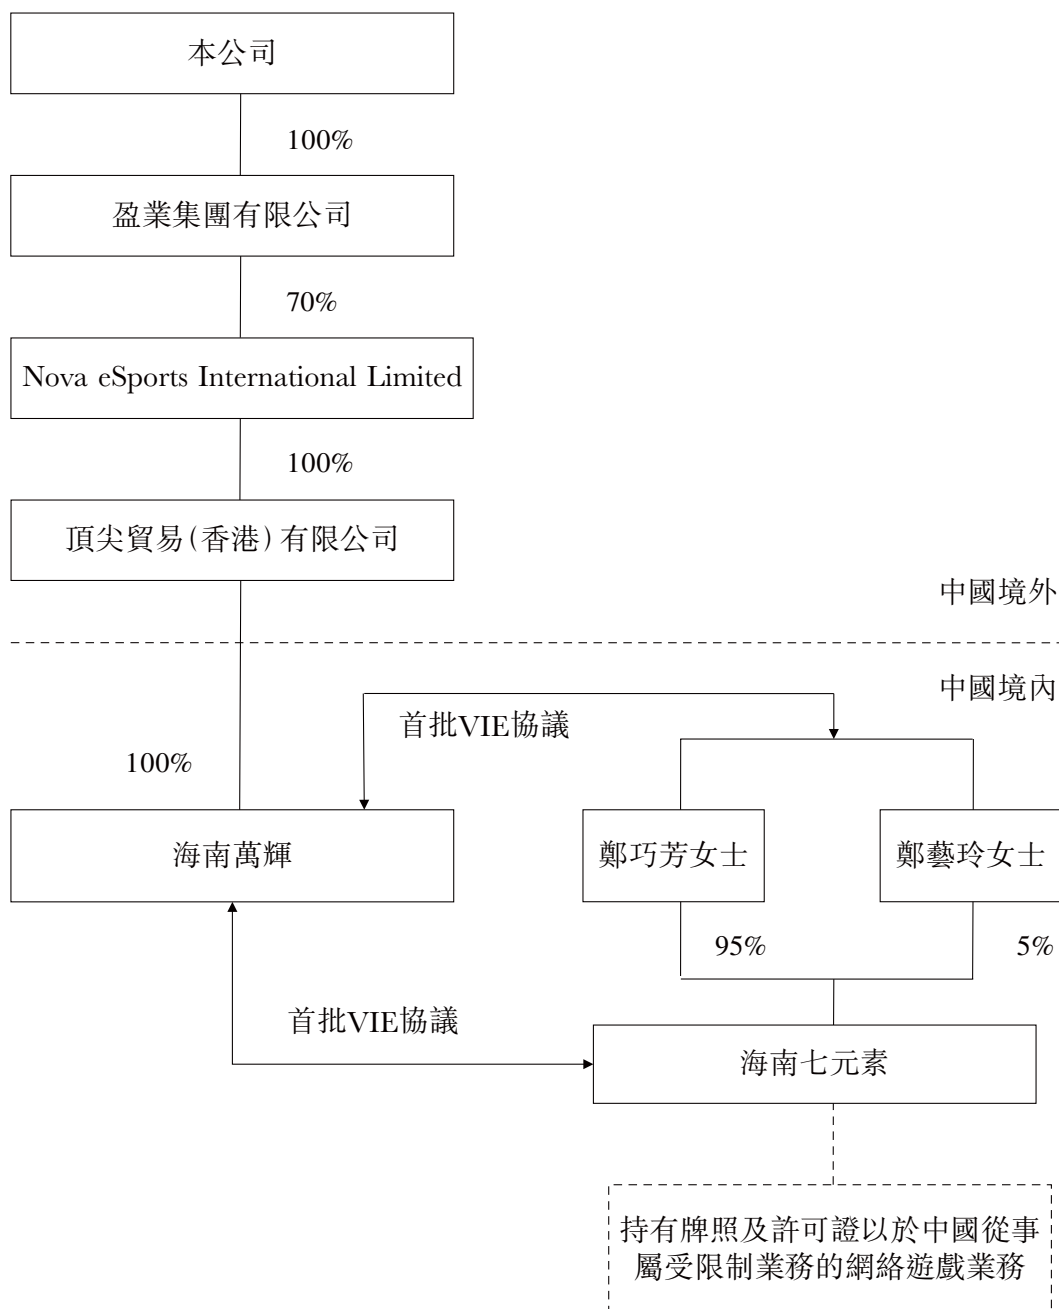 本公司
100%
盈業集團有限公司
70%
Nova eSports International Limited
100%
頂尖貿易(香港)有限公司
中國境外
中國境內
首批VIE協議
100%
海南萬輝
鄭巧芳女士
鄭藝玲女士
95%
5%
首批VIE協議
海南七元素
持有牌照及許可證以於中國從事
屬受限制業務的網絡遊戲業務